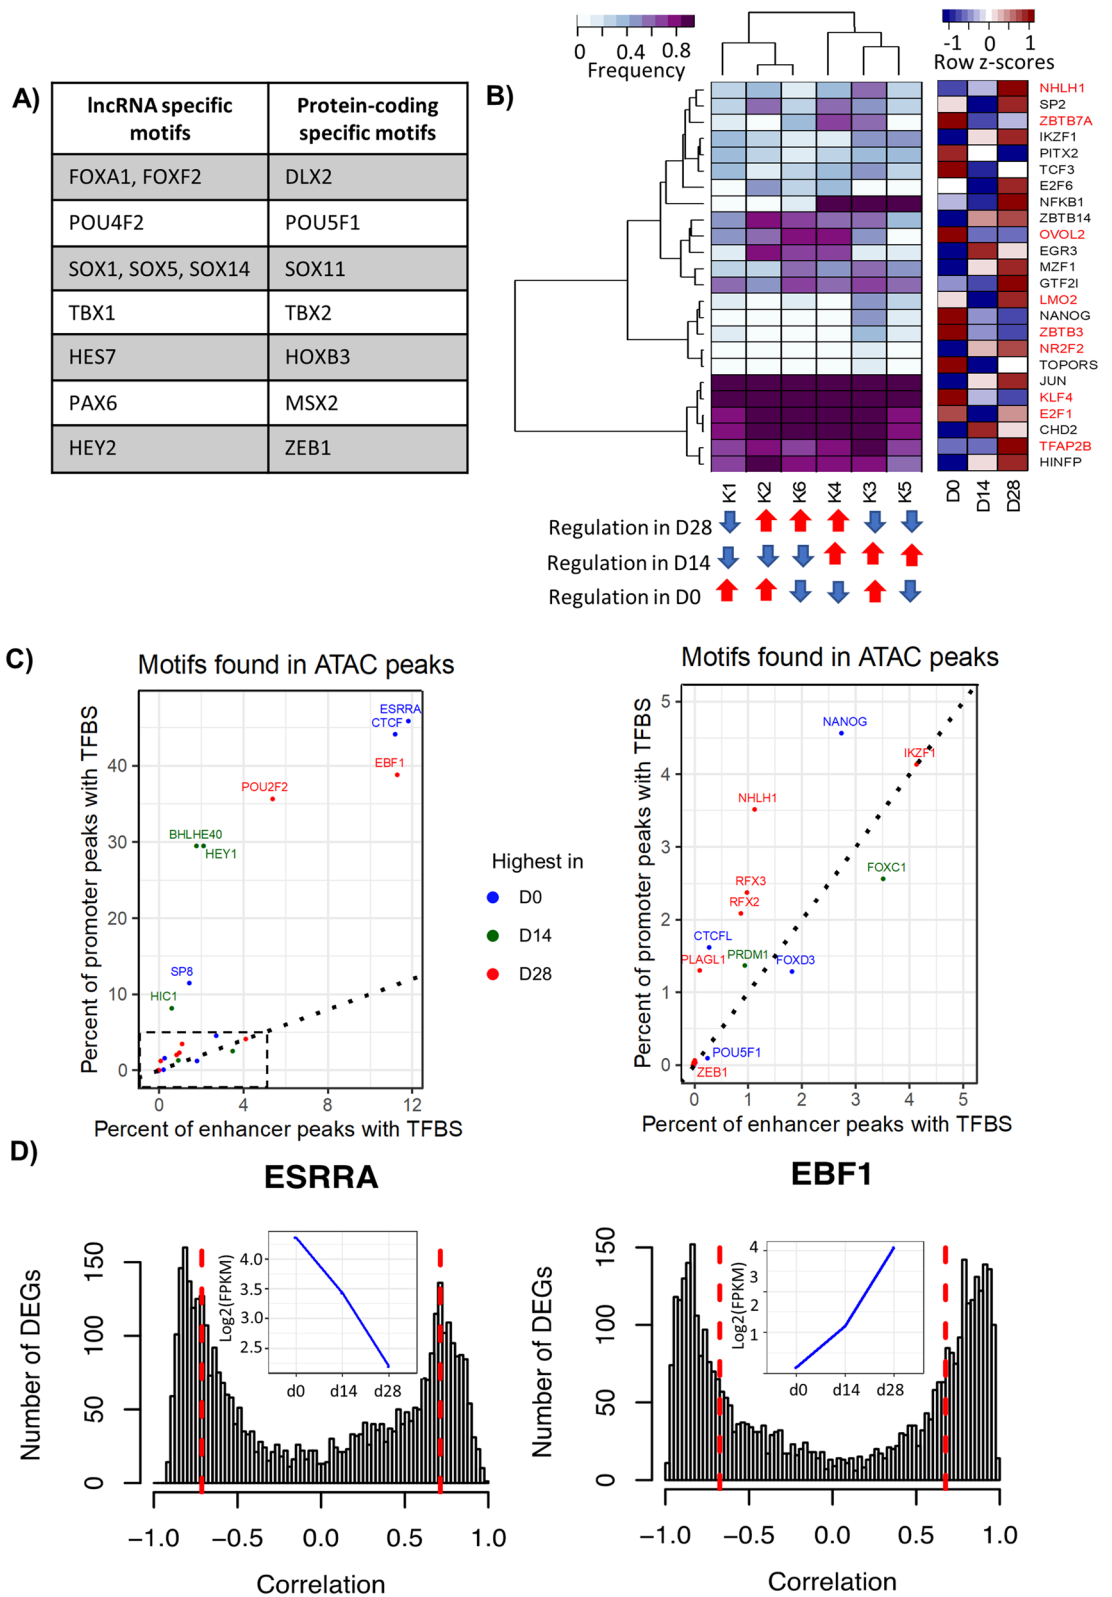 A)
lncRNA specific motifs
Protein-coding specific motifs
FOXA1, FOXF2
DLX2
POU4F2
POU5F1
SOX1, SOX5, SOX14
SOX11
TBX1
TBX2
HES7
HOXB3
PAX6
MSX2
HEY2
ZEB1
B)
0 0.4 0.8
Frequency
-1 0 1
Row z-scores
NHLH1
SP2
ZBTB7A
IKZF1
PITX2
TCF3
E2F6
NFKB1
ZBTB14
OVOL2
EGR3
MZF1
GTF2I
LMO2
NANOG
ZBTB3
NR2F2
TOPORS
JUN
KLF4
E2F1
CHD2
TFAP2B
HINFP
K1 K2 K6 K4 K3 K5
D0 D14 D28
Regulation in D28
Regulation in D14
Regulation in D0
C)
Motifs found in ATAC peaks
Percent of promoter peaks with TFBS
40
30
20
10
0
ESRRA
CTCF
EBF1
POU2F2
BHLHE40
HEY1
SP8
HIC1
0 4 8 12
Percent of enhancer peaks with TFBS
Highest in
D0
D14
D28
Motifs found in ATAC peaks
Percent of promoter peaks with TFBS
5
4
3
2
1
0
NANOG
IKZF1
NHLH1
FOXC1
RFX3
RFX2
CTCFL
PRDM1
PLAGL1
FOXD3
POU5F1
ZEB1
0 1 2 3 4 5
Percent of enhancer peaks with TFBS
D)
ESRRA
Number of DEGs
150
100
50
0
Log2(FPKM)
4.0
3.5
3.0
2.5
d0 d14 d28
−1.0 −0.5 0.0 0.5 1.0
Correlation
EBF1
Number of DEGs
150
100
50
0
Log2(FPKM)
4
3
2
1
d0 d14 d28
−1.0 −0.5 0.0 0.5 1.0
Correlation